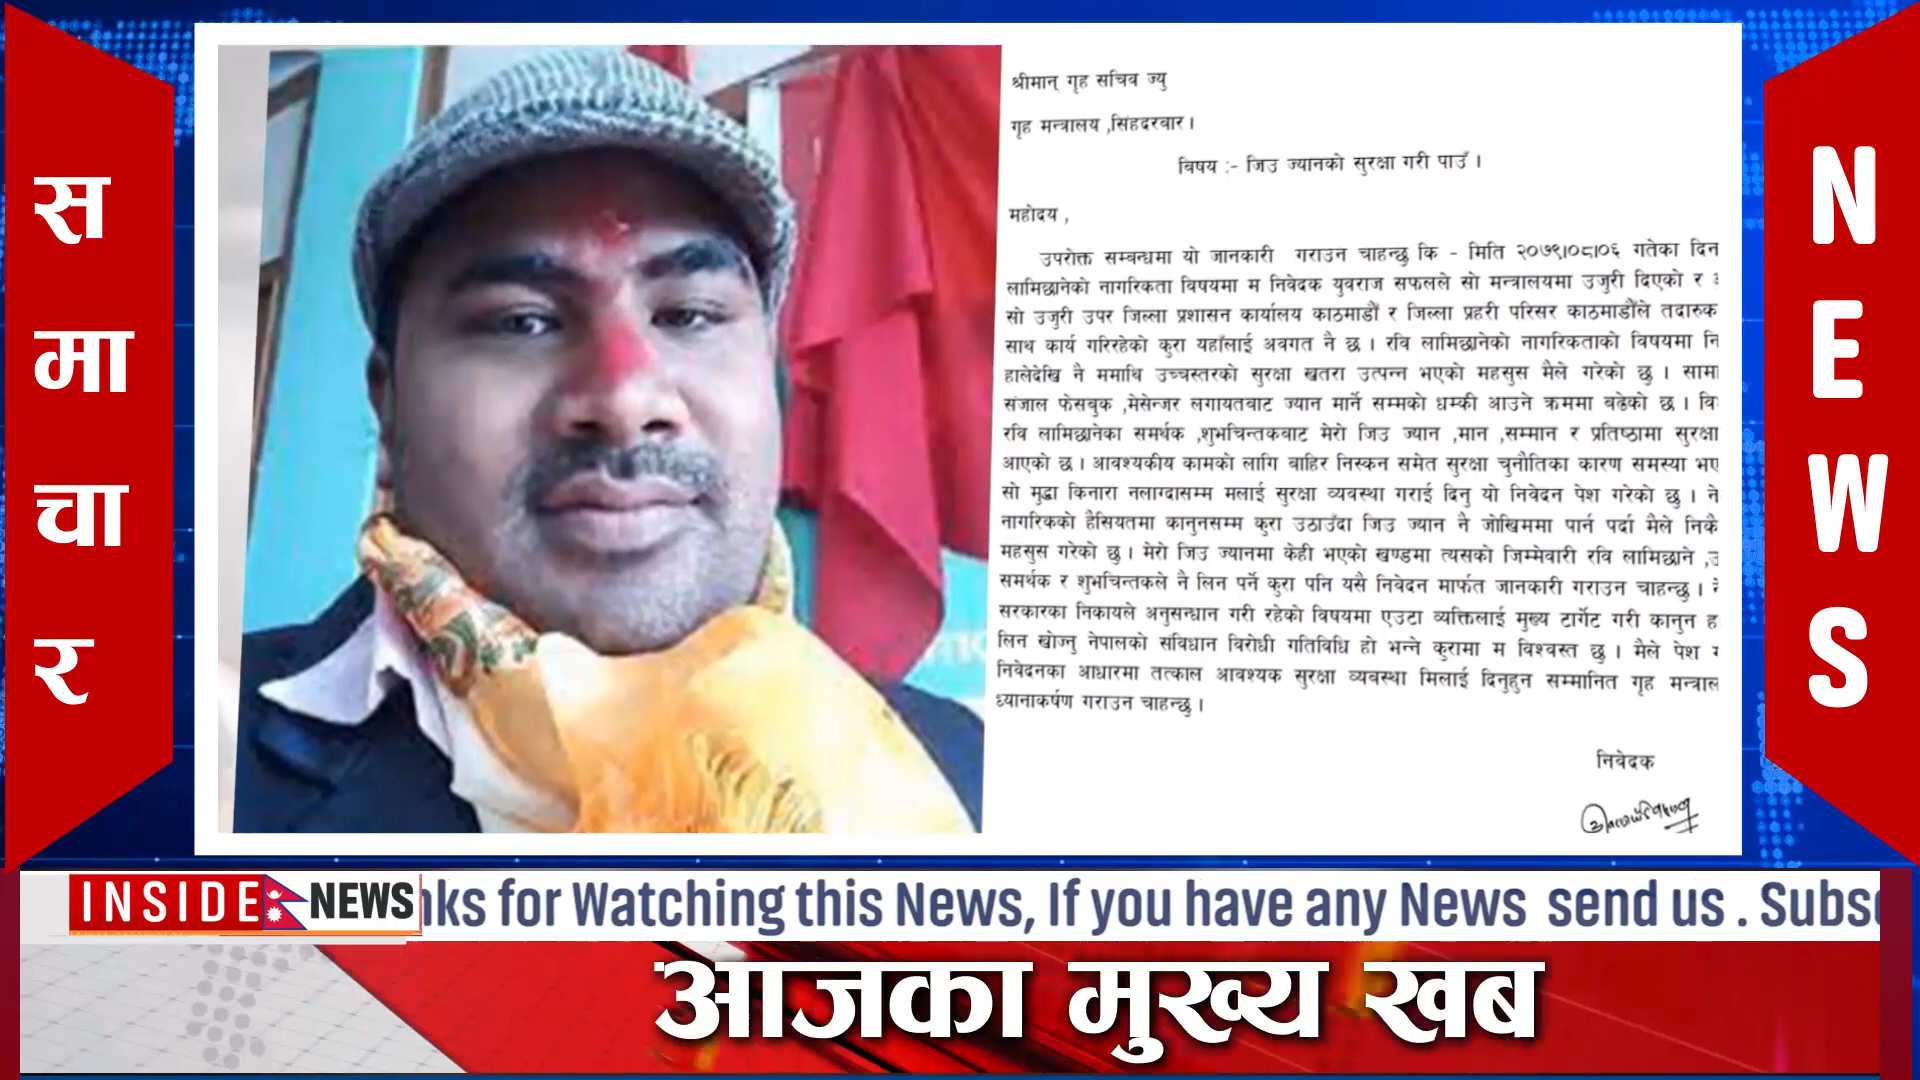 समाचार
NEWS
श्रीमान् गृह सचिव ज्यु
गृह मन्त्रालय ,सिंहदरबार।
विषय :- जिउ ज्यानको सुरक्षा गरी पाउँ ।
महोदय ,
उपरोक्त सम्बन्धमा यो जानकारी गराउन चाहन्छु कि - मिति २०७९।०८।०६ गतेका दिन
लामिछानेको नागरिकता विषयमा म निवेदक युवराज सफलले सो मन्त्रालयमा उजुरी दिएको र
सो उजुरी उपर जिल्ला प्रशासन कार्यालय काठमाडौं र जिल्ला प्रहरी परिसर काठमाडौंले तदारुक
साथ कार्य गरिरहेको कुरा यहाँलाई अवगत नै छ । रवि लामिछानेको नागरिकताको विषयमा नि
हालेदेखि नै ममाथि उच्चस्तरको सुरक्षा खतरा उत्पन्न भएको महसुस मैले गरेको छु । सामा
संजाल फेसबुक ,मेसेन्जर लगायतबाट ज्यान मार्ने सम्मको धम्की आउने क्रममा बढेको छ । वि
रवि लामिछानेका समर्थक ,शुभचिन्तकबाट मेरो जिउ ज्यान ,मान ,सम्मान र प्रतिष्ठामा सुरक्षा
आएको छ । आवश्यकीय कामको लागि बाहिर निस्कन समेत सुरक्षा चुनौतिका कारण समस्या भए
सो मुद्धा किनारा नलाग्दासम्म मलाई सुरक्षा व्यवस्था गराई दिनु यो निवेदन पेश गरेको छु । ने
नागरिकको हैसियतमा कानुनसम्म कुरा उठाउँदा जिउ ज्यान नै जोखिममा पार्न पर्दा मैले निकै
महसुस गरेको छु । मेरो जिउ ज्यानमा केही भएको खण्डमा त्यसको जिम्मेवारी रवि लामिछाने ,
समर्थक र शुभचिन्तकले नै लिन पर्ने कुरा पनि यसै निवेदन मार्फत जानकारी गराउन चाहन्छु ।
सरकारका निकायले अनुसन्धान गरी रहेको विषयमा एउटा व्यक्तिलाई मुख्य टार्गेट गरी कानुन ह
लिन खोज्नु नेपालको संविधान विरोधी गतिविधि हो भन्ने कुरामा म विश्वस्त छु । मैले पेश ग
निवेदनका आधारमा तत्काल आवश्यक सुरक्षा व्यवस्था मिलाई दिनुहुन सम्मानित गृह मन्त्राल
ध्यानाकर्षण गराउन चाहन्छु ।
निवेदक
INSIDE NEWS
nks for Watching this News, If you have any News send us . Subs
आजका मुख्य खब